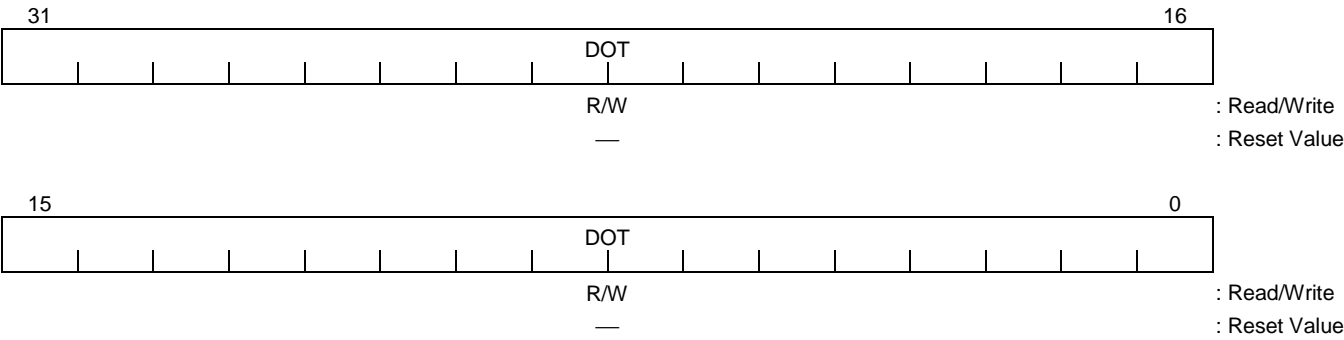 31 16
DOT
R/W : Read/Write
— : Reset Value
15 0
DOT
R/W : Read/Write
— : Reset Value